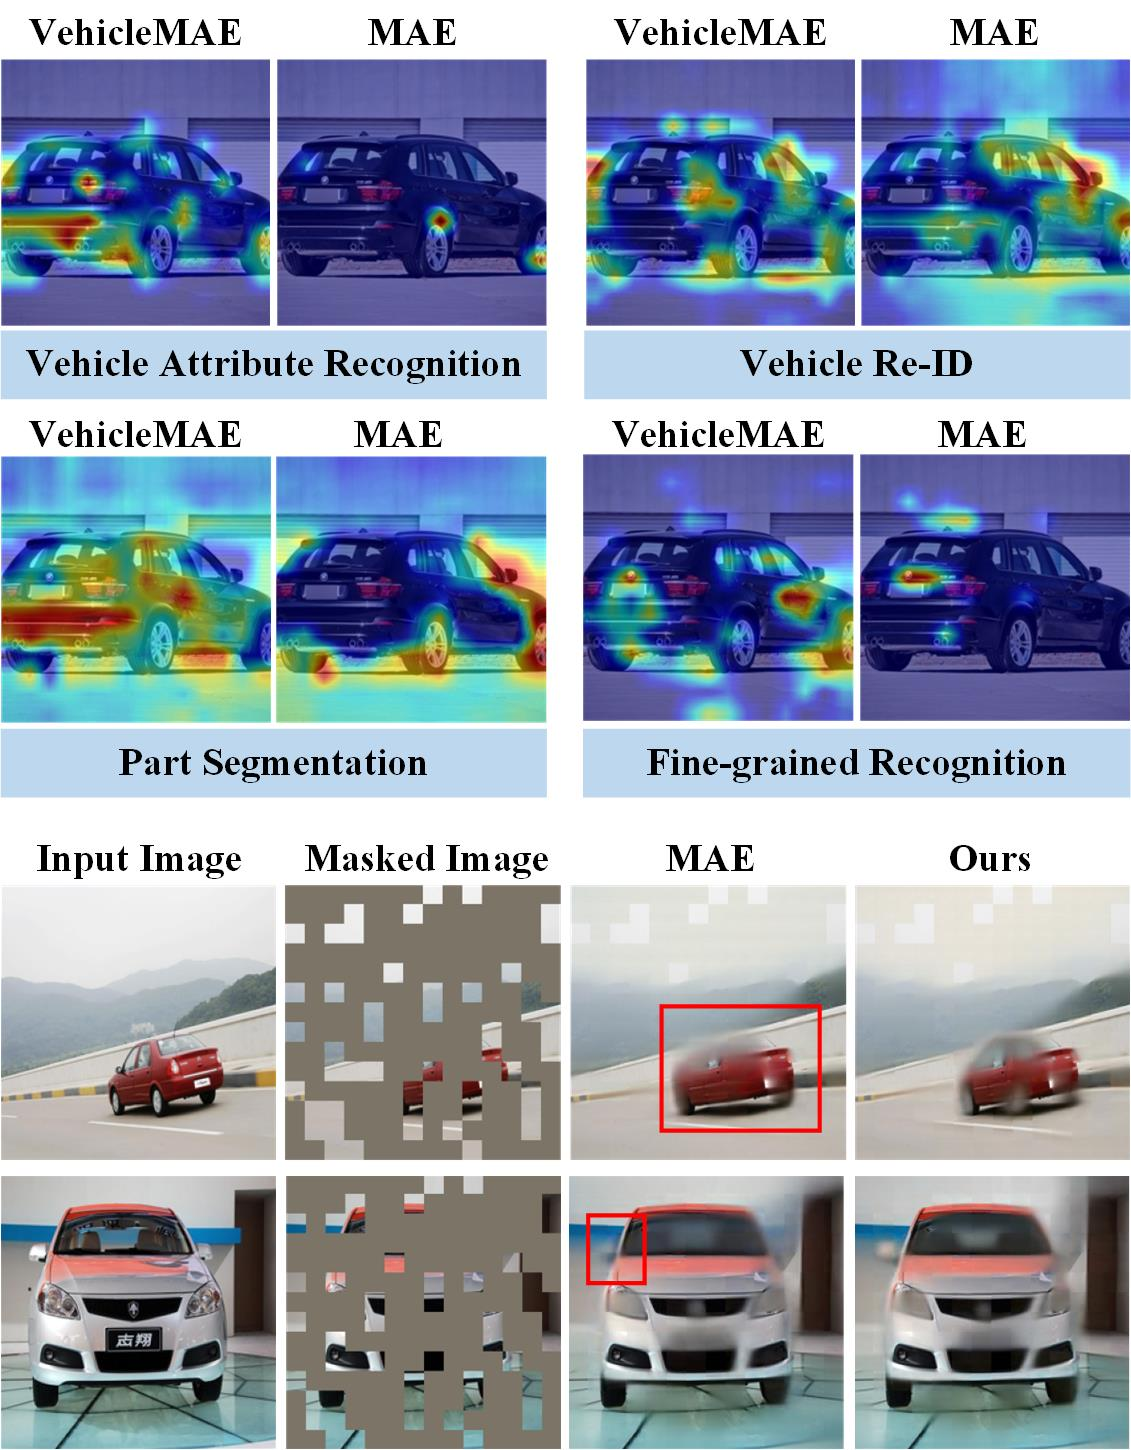 VehicleMAE MAE VehicleMAE MAE
Vehicle Attribute Recognition Vehicle Re-ID
VehicleMAE MAE VehicleMAE MAE
Part Segmentation Fine-grained Recognition
Input Image Masked Image MAE Ours
志翔